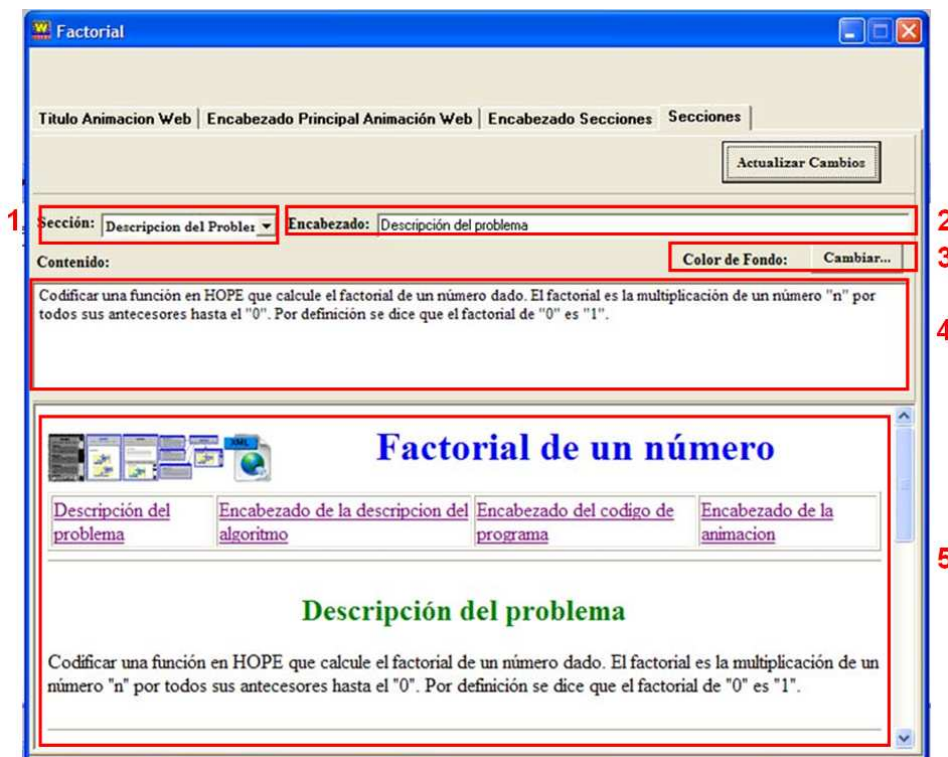 Factorial
Titulo Animacion Web Encabezado Principal Animación Web Encabezado Secciones Secciones
Actualizar Cambios
1 Sección: Descripcion del Probler Encabezado: Descripción del problema 2
Contenido: Color de Fondo: Cambiar... 3
Codificar una función en HOPE que calcule el factorial de un número dado. El factorial es la multiplicación de un número "n" por
todos sus antecesores hasta el "0". Por definición se dice que el factorial de "0" es "1".
4
XML
Factorial de un número
Descripción del Encabezado de la descripcion del Encabezado del codigo de Encabezado de la
problema algoritmo programa animacion
5
Descripción del problema
Codificar una función en HOPE que calcule el factorial de un número dado. El factorial es la multiplicación de un
número "n" por todos sus antecesores hasta el "0". Por definición se dice que el factorial de "0" es "1".